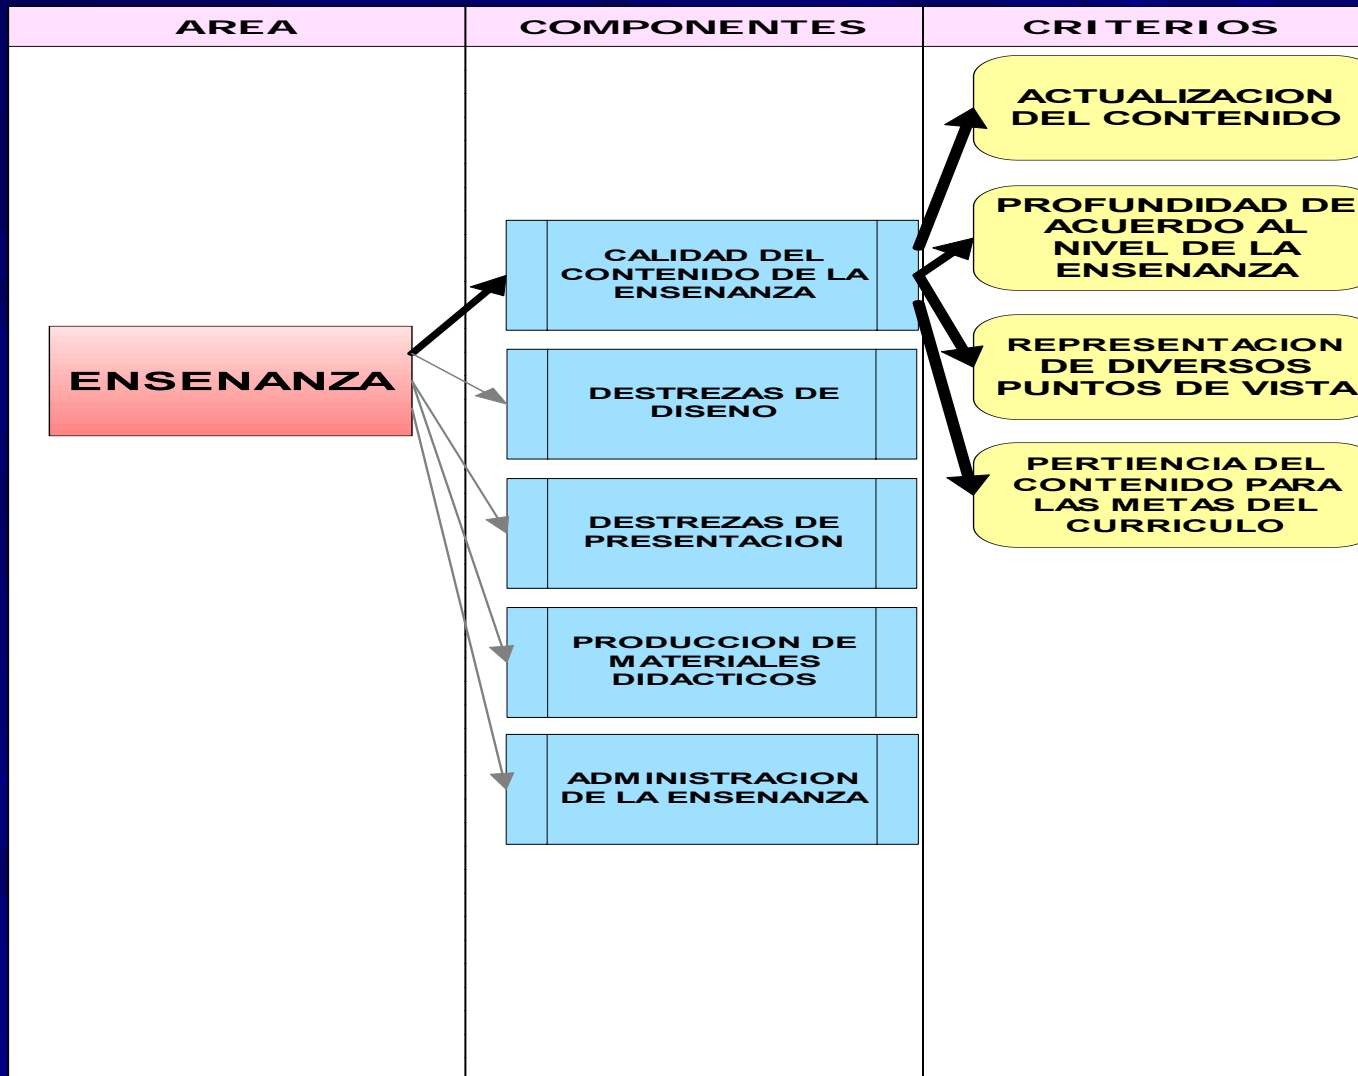 AREA
COMPONENTES
CRITERIOS
ENSENANZA
CALIDAD DEL
CONTENIDO DE LA
ENSENANZA
DESTREZAS DE
DISENO
DESTREZAS DE
PRESENTACION
PRODUCCION DE
MATERIALES
DIDACTICOS
ADMINISTRACION
DE LA ENSENANZA
ACTUALIZACION
DEL CONTENIDO
PROFUNDIDAD DE
ACUERDO AL
NIVEL DE LA
ENSENANZA
REPRESENTACION
DE DIVERSOS
PUNTOS DE VISTA
PERTIENCIA DEL
CONTENIDO PARA
LAS METAS DEL
CURRICULO